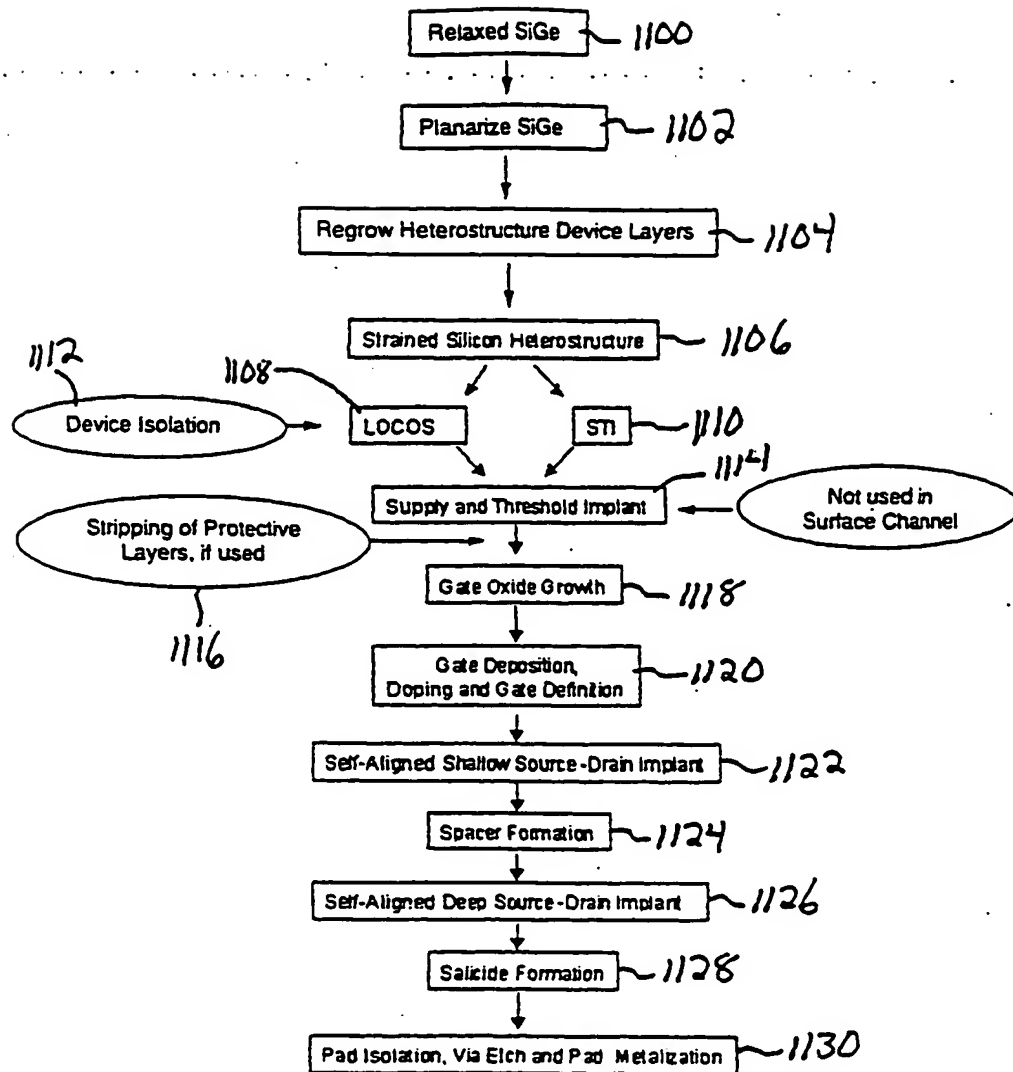 Relaxed SiGe 1100
Planarize SiGe 1102
Regrow Heterostructure Device Layers 1104
Strained Silicon Heterostructure 1106
1112
1108
Device Isolation
LOCOS
STI
1110
1114
Supply and Threshold Implant
Not used in
Surface Channel
Stripping of Protective
Layers, if used
1116
Gate Oxide Growth 1118
Gate Deposition,
Doping and Gate Definition
1120
Self-Aligned Shallow Source-Drain Implant 1122
Spacer Formation 1124
Self-Aligned Deep Source-Drain Implant 1126
Salicide Formation 1128
Pad Isolation, Via Etch and Pad Metalization 1130